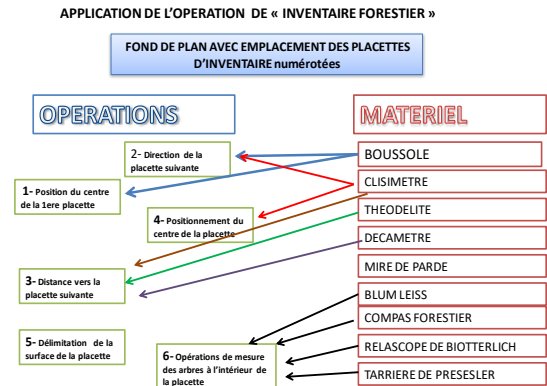 APPLICATION DE L'OPERATION DE « INVENTAIRE FORESTIER »
FOND DE PLAN AVEC EMPLACEMENT DES PLACETTES
D'INVENTAIRE numérotées
OPERATIONS
MATERIEL
2- Direction de la
placette suivante
1- Position du centre
de la 1ere placette
4- Positionnement du
centre de la placette
3- Distance vers la
placette suivante
5- Délimitation de la
surface de la placette
6- Opérations de mesure
des arbres à l'intérieur de
la placette
BOUSSOLE
CLISIMETRE
THEODELITE
DECAMETRE
MIRE DE PARDE
BLUM LEISS
COMPAS FORESTIER
RELASCOPE DE BIOTTERLICH
TARRIERE DE PRESESLER